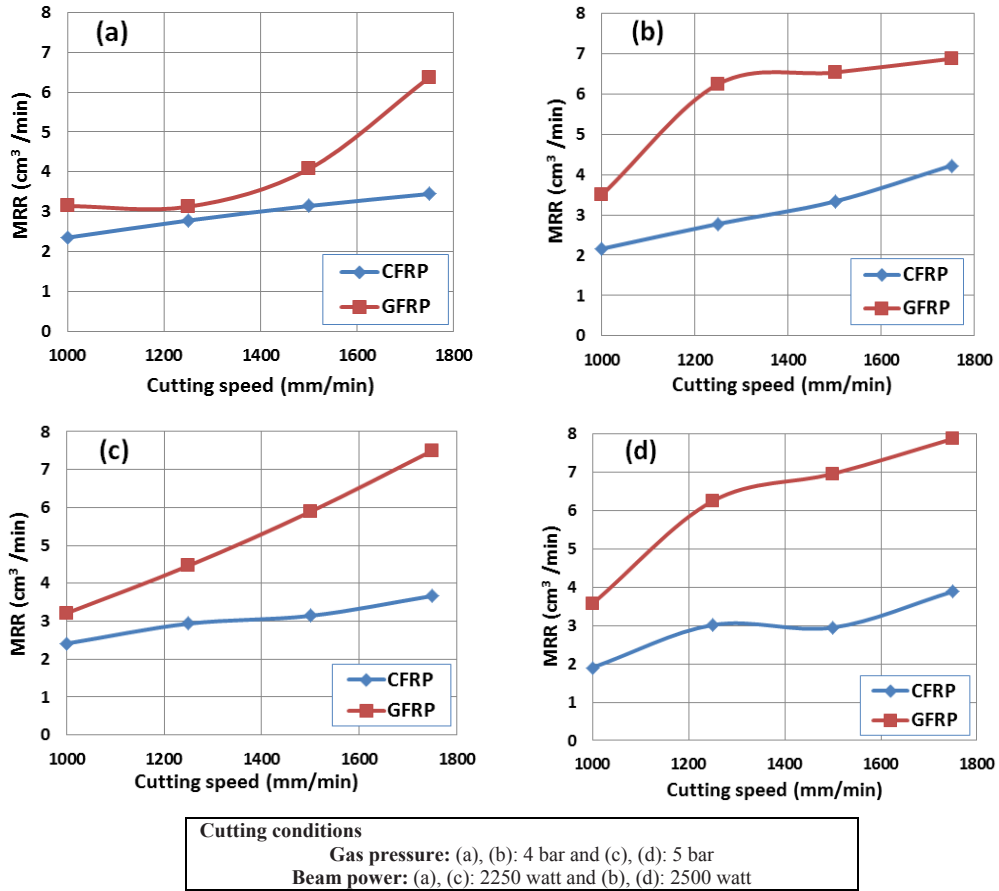 (a)
8
7
6
5
4
3
2
1
0
MRR (cm³ /min)
CFRP
GFRP
1000 1200 1400 1600 1800
Cutting speed (mm/min)
(b)
8
7
6
5
4
3
2
1
0
MRR (cm³ /min)
CFRP
GFRP
1000 1200 1400 1600 1800
Cutting speed (mm/min)
(c)
8
7
6
5
4
3
2
1
0
MRR (cm³ /min)
CFRP
GFRP
1000 1200 1400 1600 1800
Cutting speed (mm/min)
(d)
8
7
6
5
4
3
2
1
0
MRR (cm³ /min)
CFRP
GFRP
1000 1200 1400 1600 1800
Cutting speed (mm/min)
Cutting conditions
Gas pressure: (a), (b): 4 bar and (c), (d): 5 bar
Beam power: (a), (c): 2250 watt and (b), (d): 2500 watt